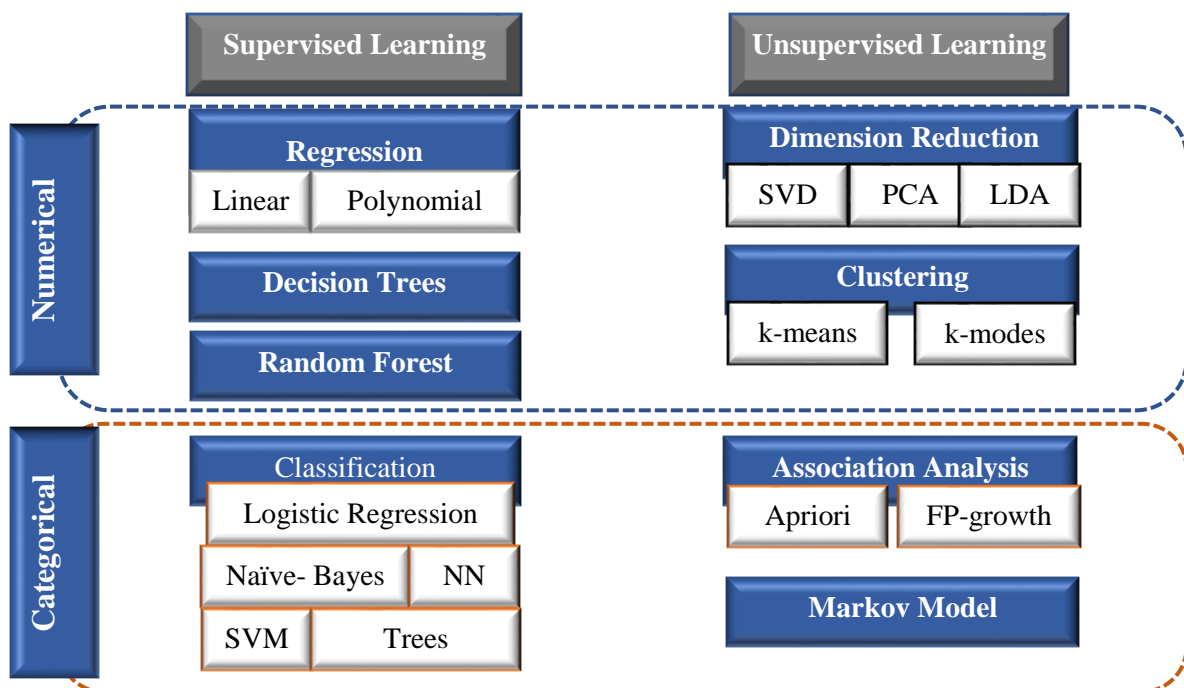 Supervised Learning
Unsupervised Learning
Numerical
Regression
Linear
Polynomial
Decision Trees
Random Forest
Dimension Reduction
SVD
PCA
LDA
Clustering
k-means
k-modes
Categorical
Classification
Logistic Regression
Naïve- Bayes
NN
SVM
Trees
Association Analysis
Apriori
FP-growth
Markov Model